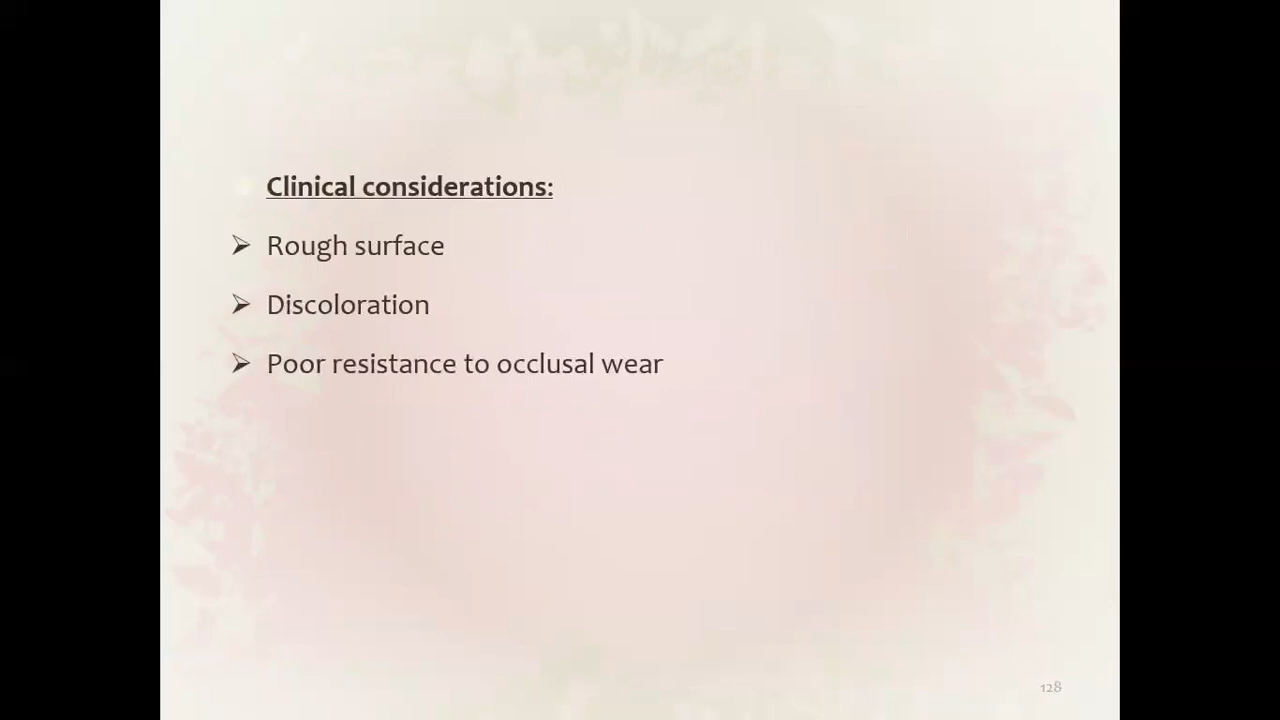 Clinical considerations:
➢ Rough surface
➢ Discoloration
➢ Poor resistance to occlusal wear
128